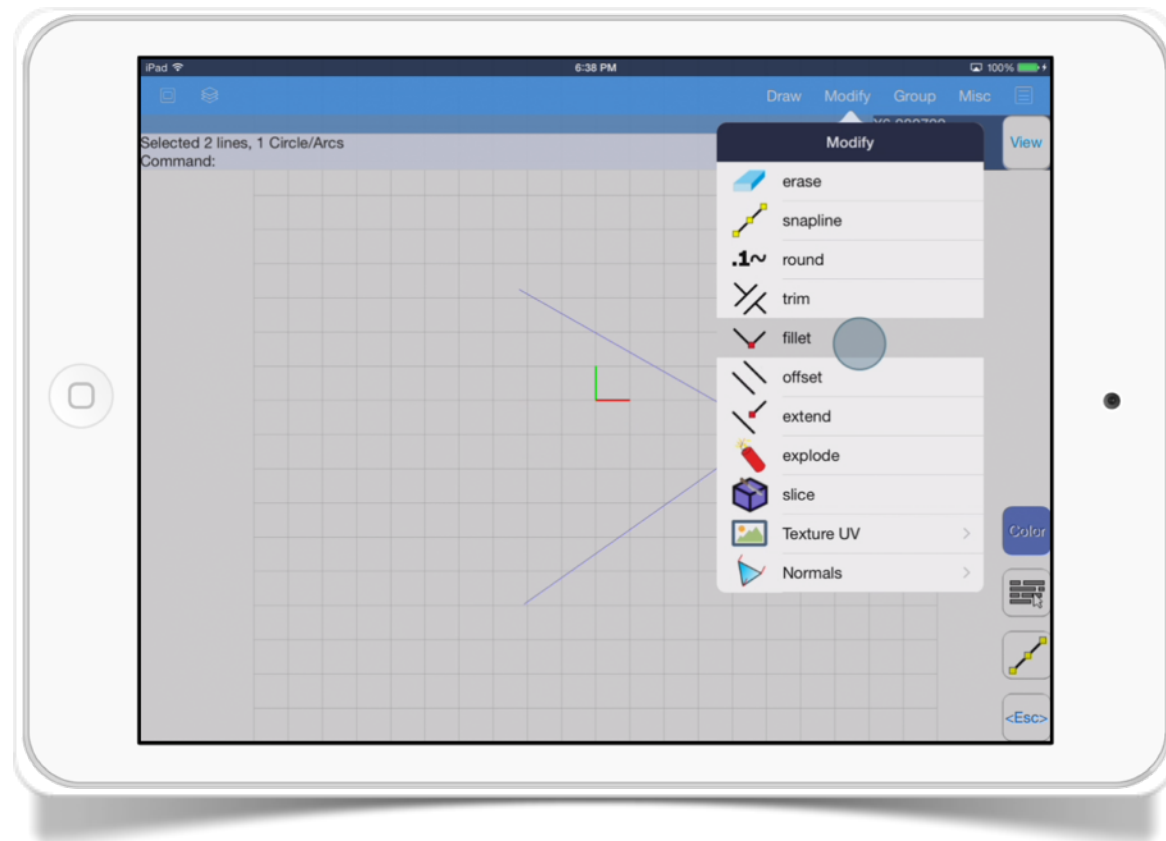 iPad 6:38 PM 100%
Draw Modify Group Misc
Selected 2 lines, 1 Circle/Arcs
Command:
Modify
View
erase
snapline
.1~ round
trim
fillet
offset
extend
explode
slice
Texture UV
Normals
Color
<Esc>